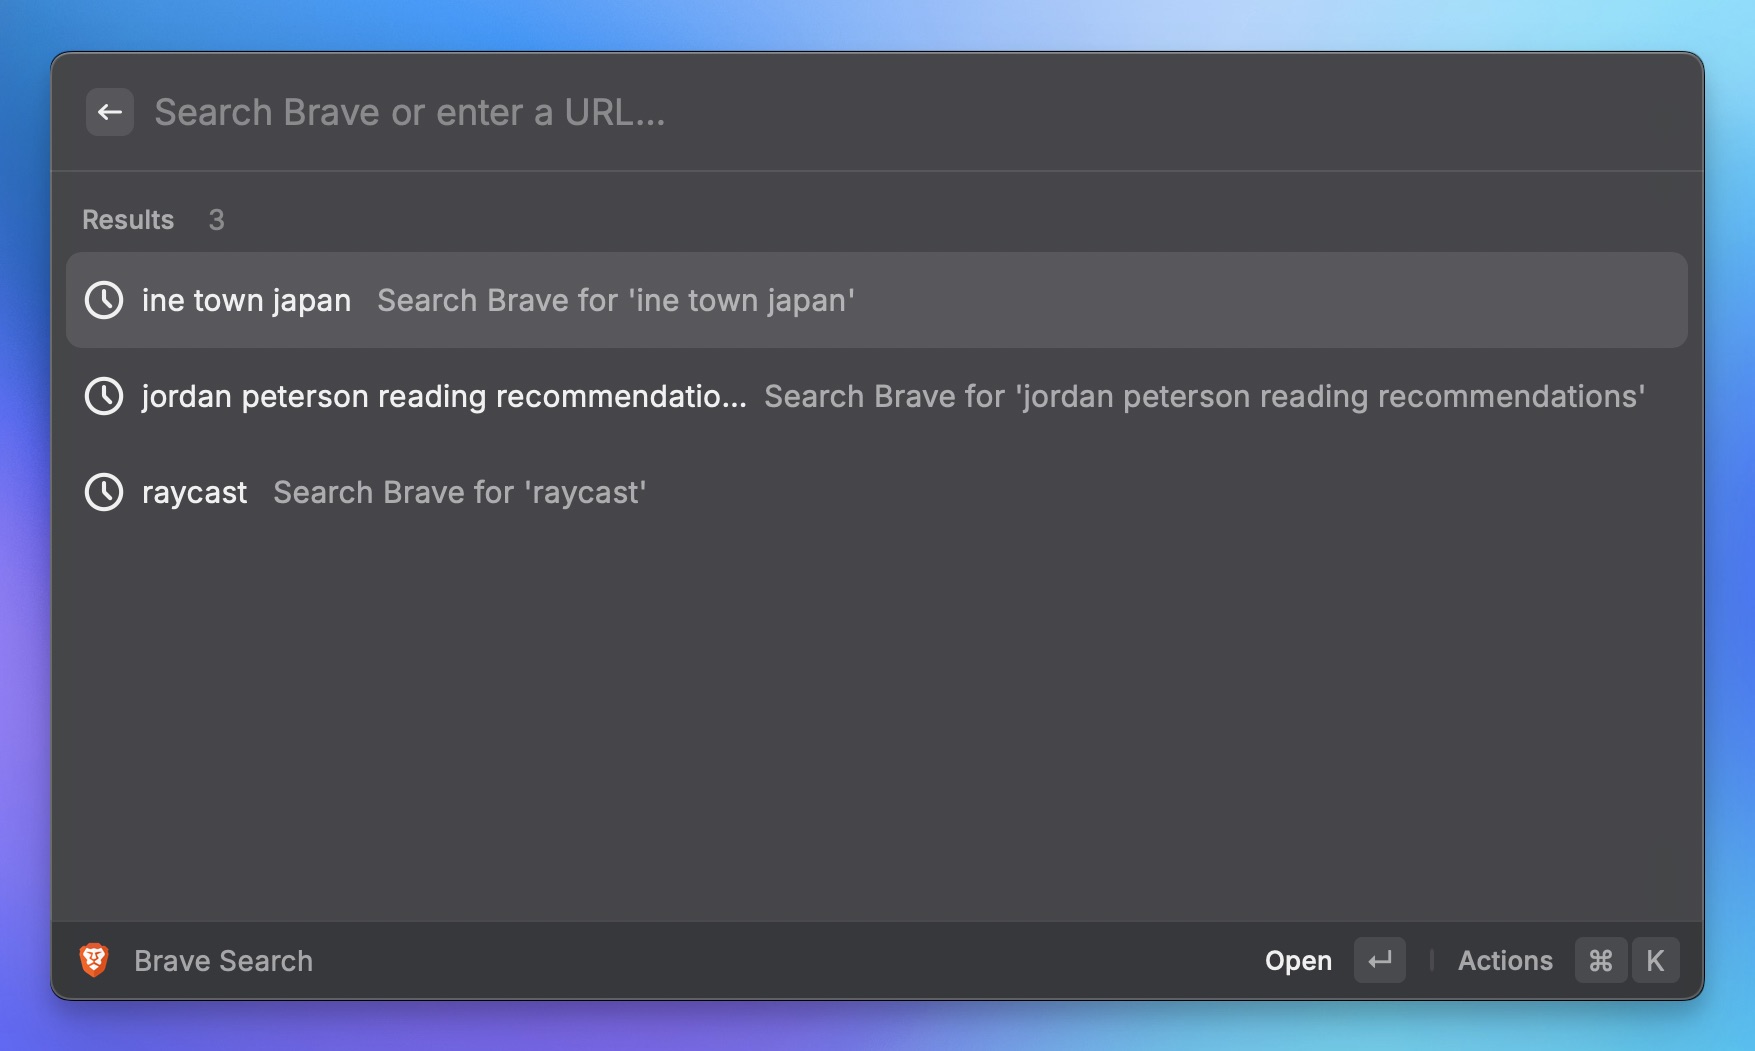 Search Brave or enter a URL...
Results 3
ine town japan Search Brave for 'ine town japan'
jordan peterson reading recommendatio... Search Brave for 'jordan peterson reading recommendations'
raycast Search Brave for 'raycast'
Brave Search Open ↵ Actions ⌘ K